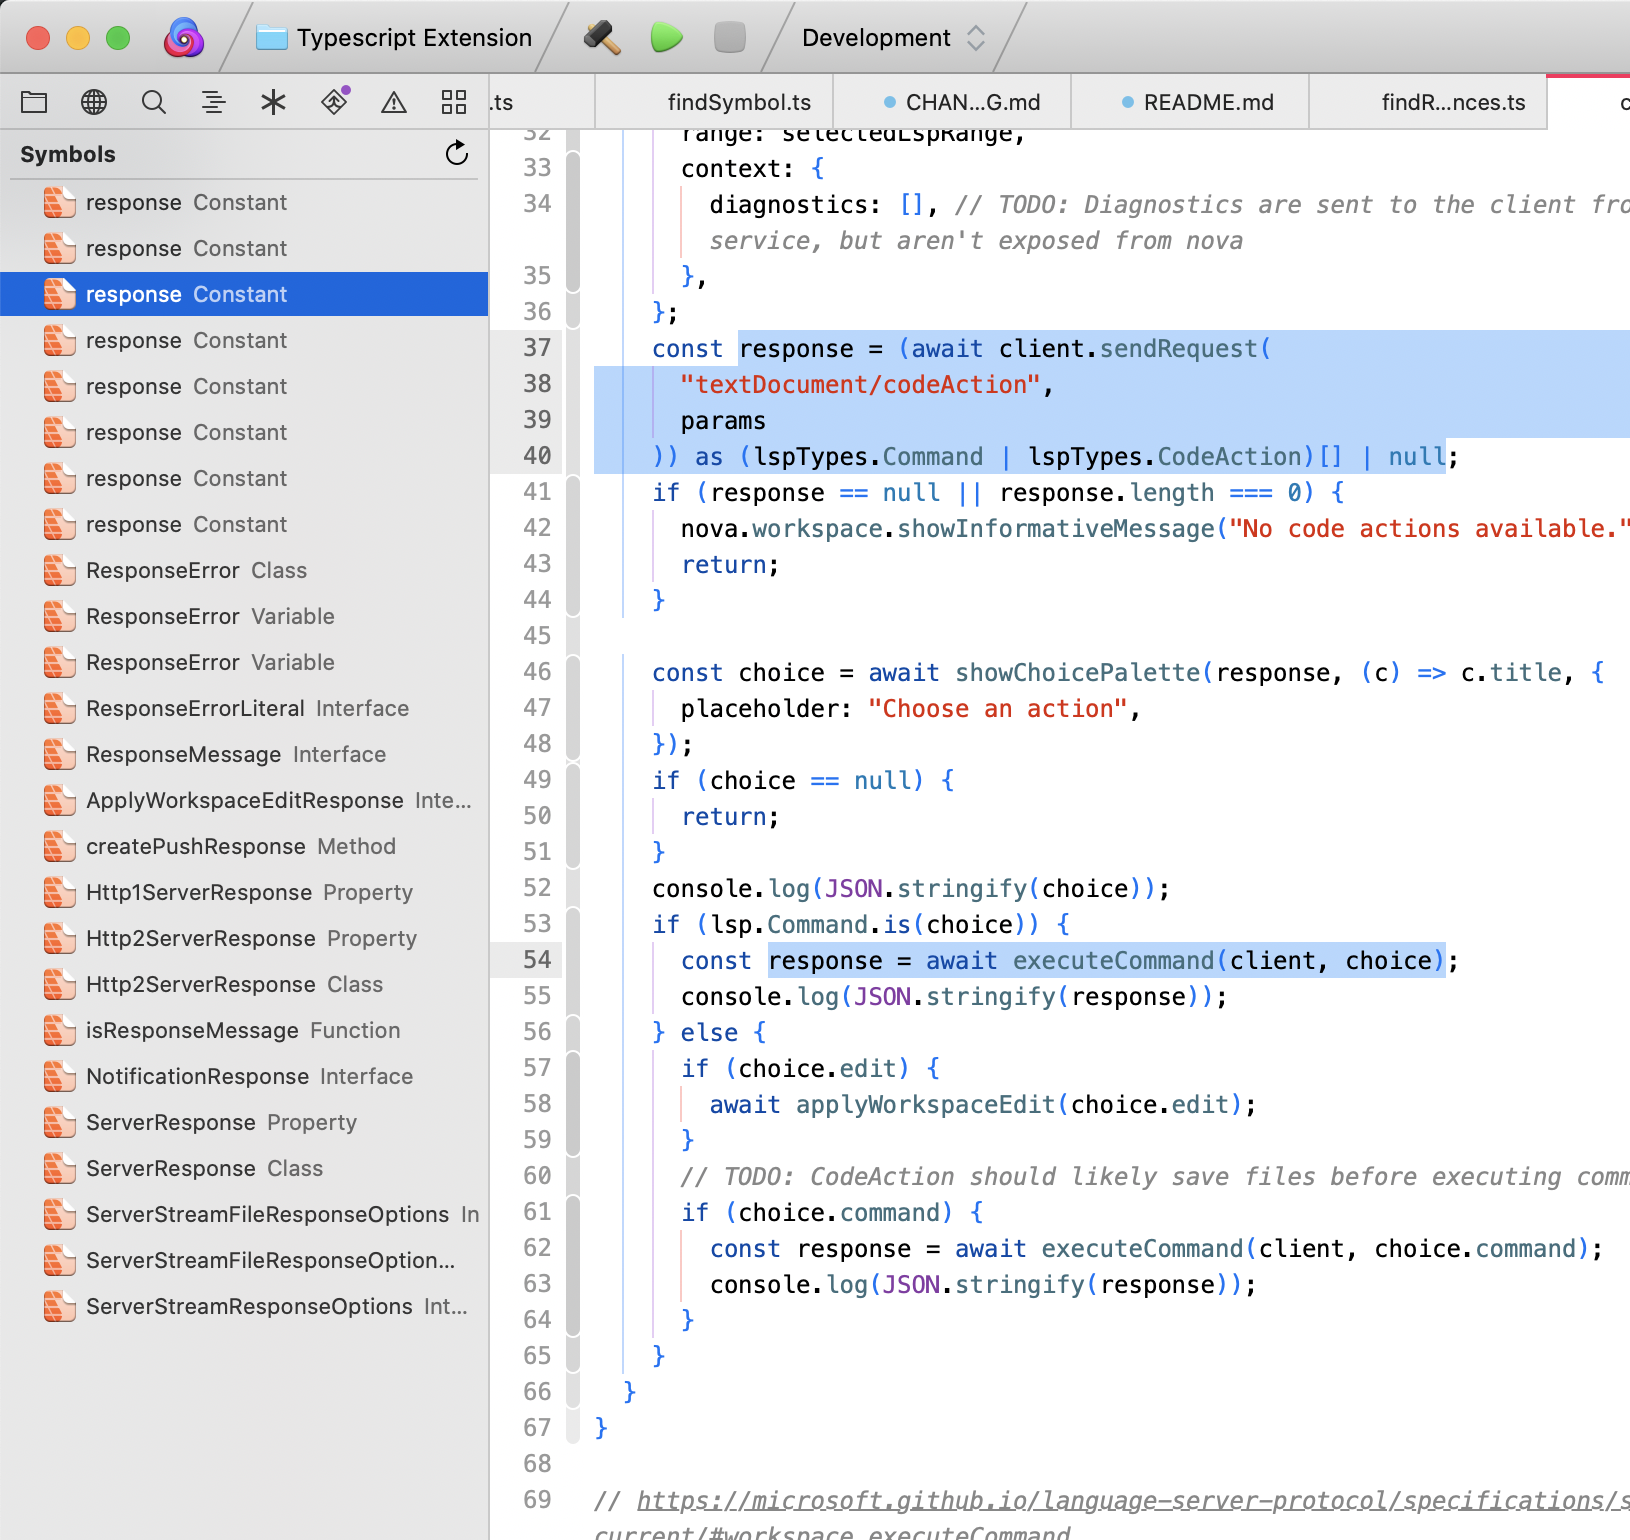 Typescript Extension
Development
.ts
findSymbol.ts
CHAN...G.md
README.md
findR...nces.ts
Symbols
response Constant
response Constant
response Constant
response Constant
response Constant
response Constant
response Constant
response Constant
ResponseError Class
ResponseError Variable
ResponseError Variable
ResponseErrorLiteral Interface
ResponseMessage Interface
ApplyWorkspaceEditResponse Inte...
createPushResponse Method
Http1ServerResponse Property
Http2ServerResponse Property
Http2ServerResponse Class
isResponseMessage Function
NotificationResponse Interface
ServerResponse Property
ServerResponse Class
ServerStreamFileResponseOptions In
ServerStreamFileResponseOption...
ServerStreamResponseOptions Int...
32 range: selectedLspRange,
33 context: {
34 diagnostics: [], // TODO: Diagnostics are sent to the client fro
service, but aren't exposed from nova
35 },
36 };
37 const response = (await client.sendRequest(
38 "textDocument/codeAction",
39 params
40 )) as (lspTypes.Command | lspTypes.CodeAction)[] | null;
41 if (response == null || response.length === 0) {
42 nova.workspace.showInformativeMessage("No code actions available."
43 return;
44 }
45
46 const choice = await showChoicePalette(response, (c) => c.title, {
47 placeholder: "Choose an action",
48 });
49 if (choice == null) {
50 return;
51 }
52 console.log(JSON.stringify(choice));
53 if (lsp.Command.is(choice)) {
54 const response = await executeCommand(client, choice);
55 console.log(JSON.stringify(response));
56 } else {
57 if (choice.edit) {
58 await applyWorkspaceEdit(choice.edit);
59 }
60 // TODO: CodeAction should likely save files before executing comm
61 if (choice.command) {
62 const response = await executeCommand(client, choice.command);
63 console.log(JSON.stringify(response));
64 }
65 }
66 }
67 }
68
69 // https://microsoft.github.io/language-server-protocol/specifications/s
current/#workspace_executeCommand